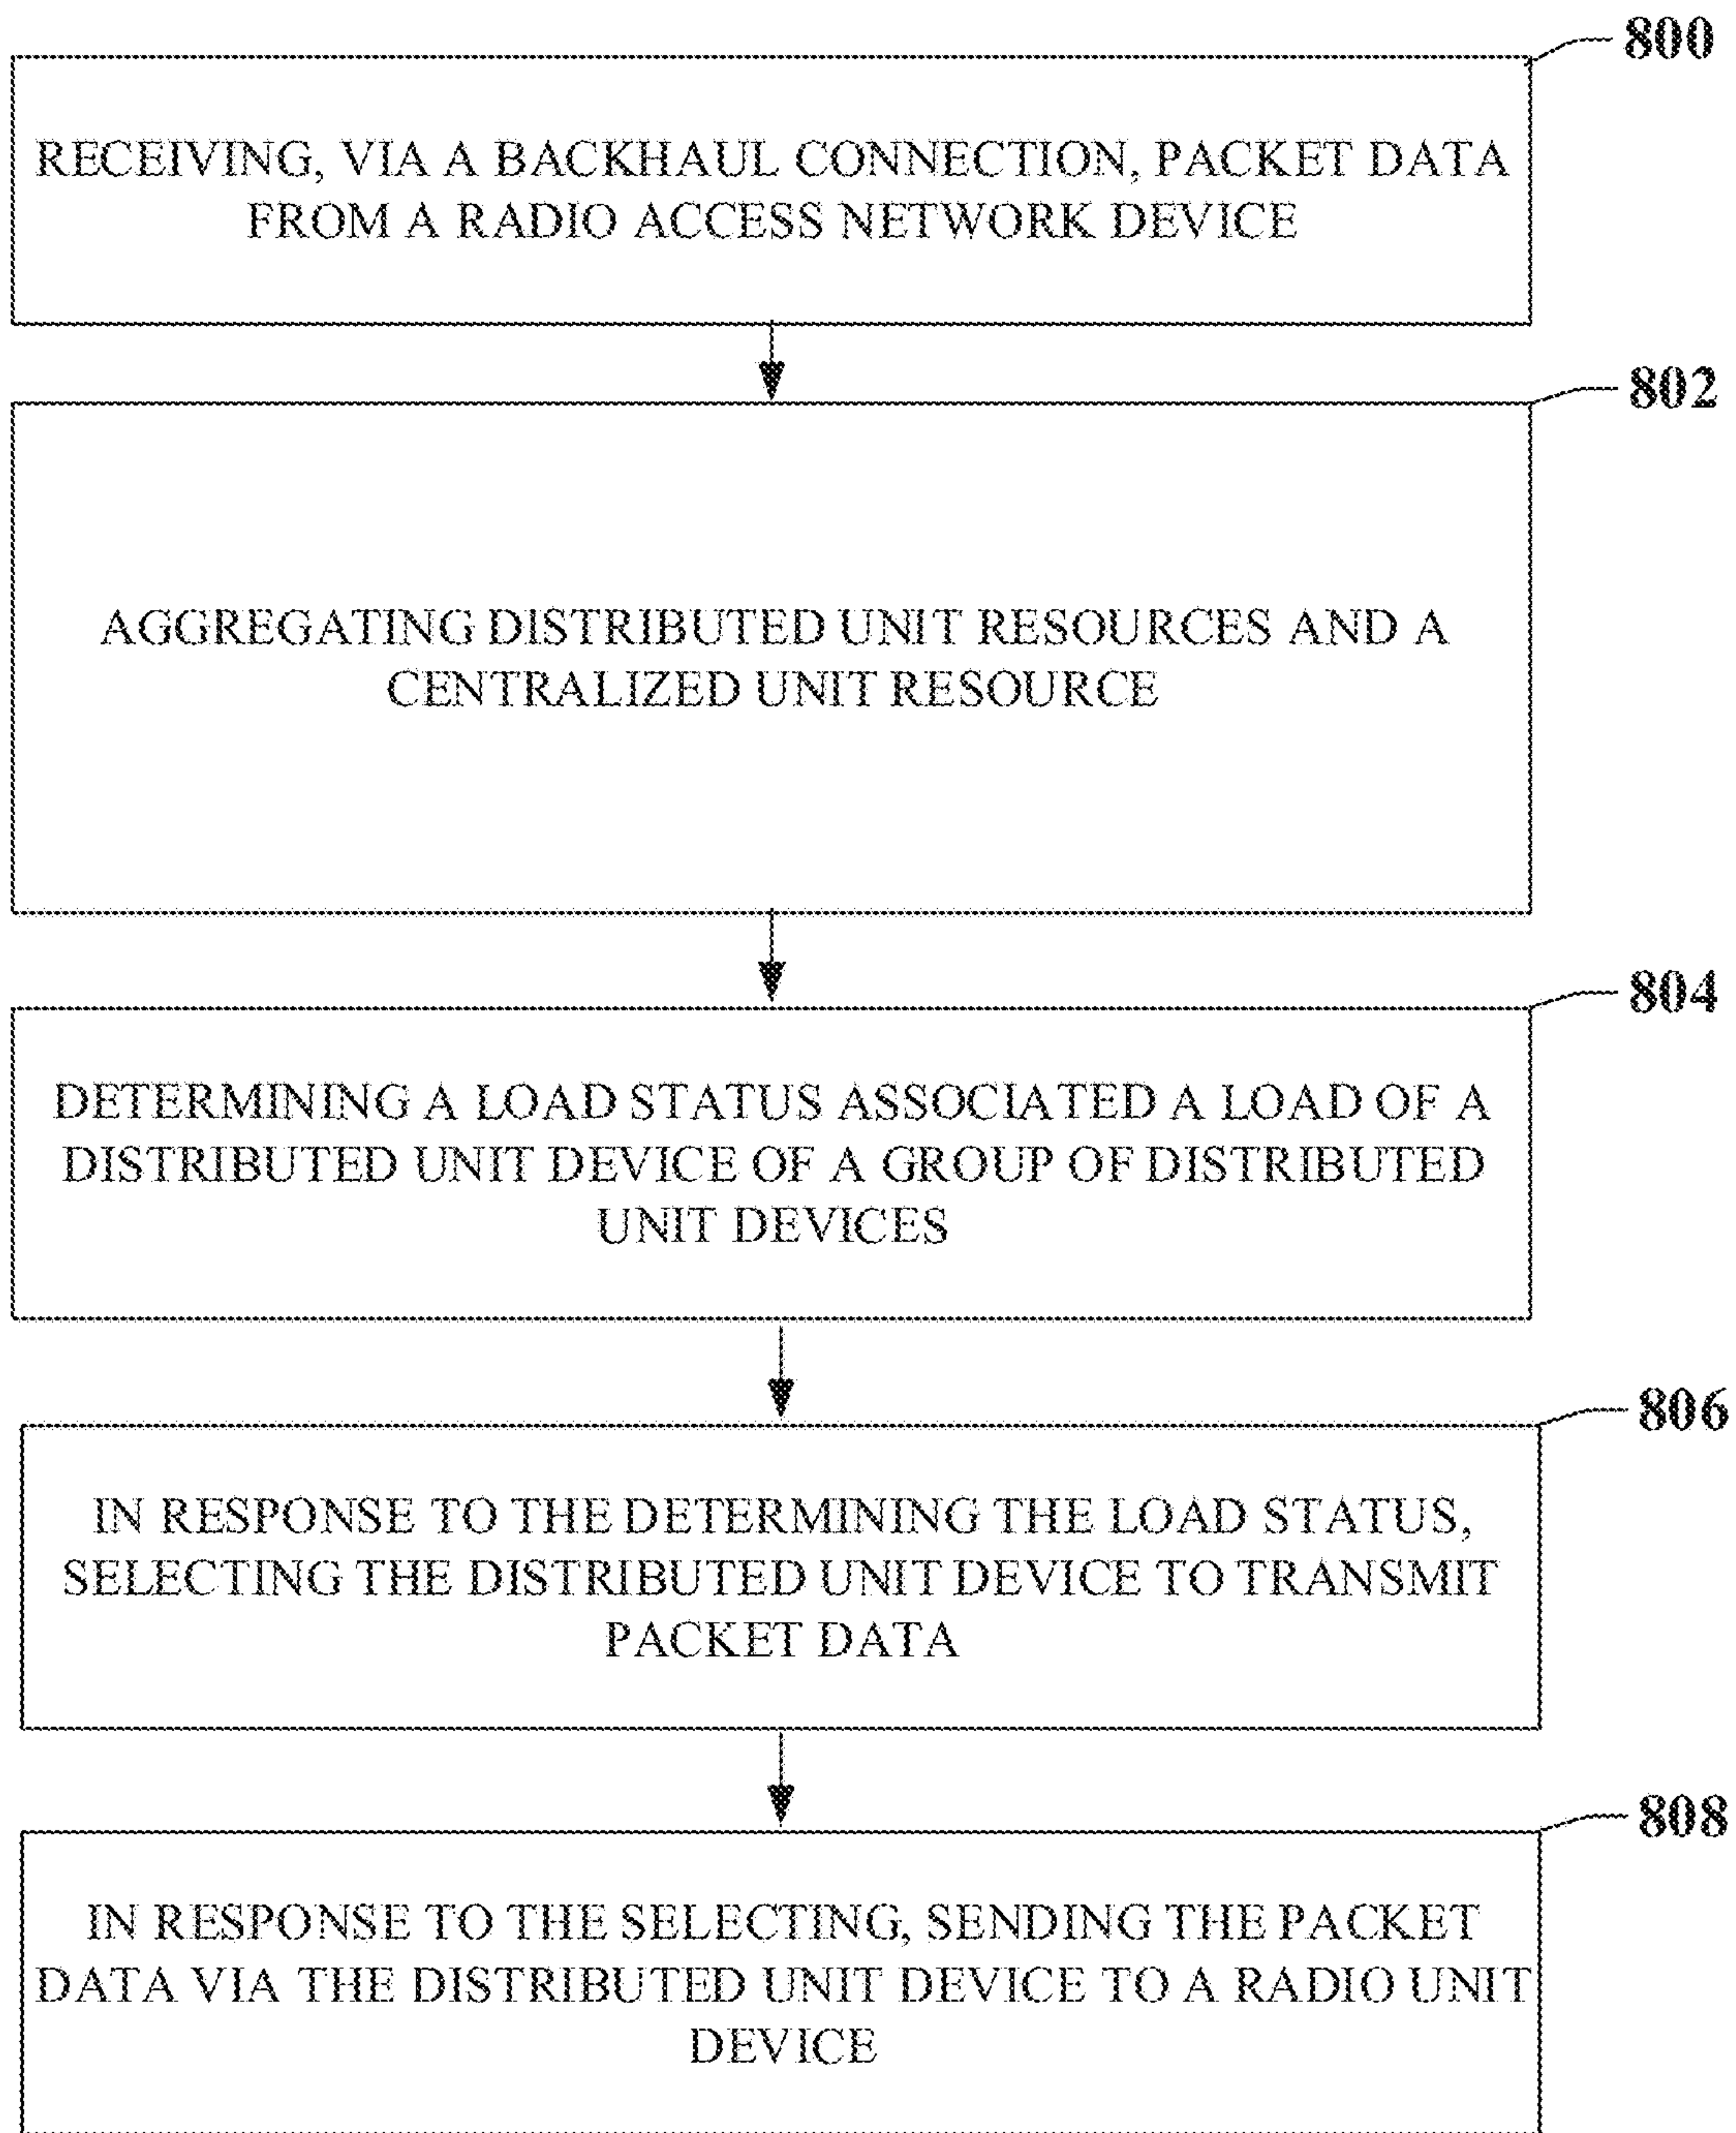 800
RECEIVING, VIA A BACKHAUL CONNECTION, PACKET DATA
FROM A RADIO ACCESS NETWORK DEVICE
802
AGGREGATING DISTRIBUTED UNIT RESOURCES AND A
CENTRALIZED UNIT RESOURCE
804
DETERMINING A LOAD STATUS ASSOCIATED A LOAD OF A
DISTRIBUTED UNIT DEVICE OF A GROUP OF DISTRIBUTED
UNIT DEVICES
806
IN RESPONSE TO THE DETERMINING THE LOAD STATUS,
SELECTING THE DISTRIBUTED UNIT DEVICE TO TRANSMIT
PACKET DATA
808
IN RESPONSE TO THE SELECTING, SENDING THE PACKET
DATA VIA THE DISTRIBUTED UNIT DEVICE TO A RADIO UNIT
DEVICE